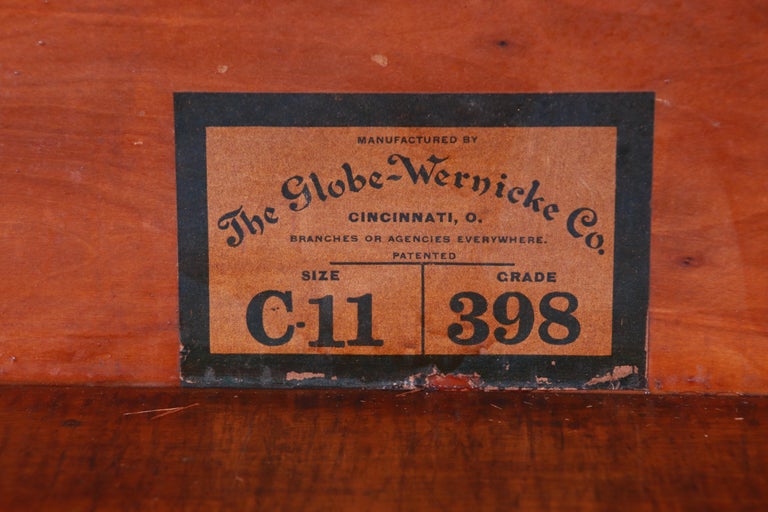 MANUFACTURED BY
The Globe-Wernicke Co.
CINCINNATI, O.
BRANCHES OR AGENCIES EVERYWHERE.
PATENTED
SIZE GRADE
C-11 398